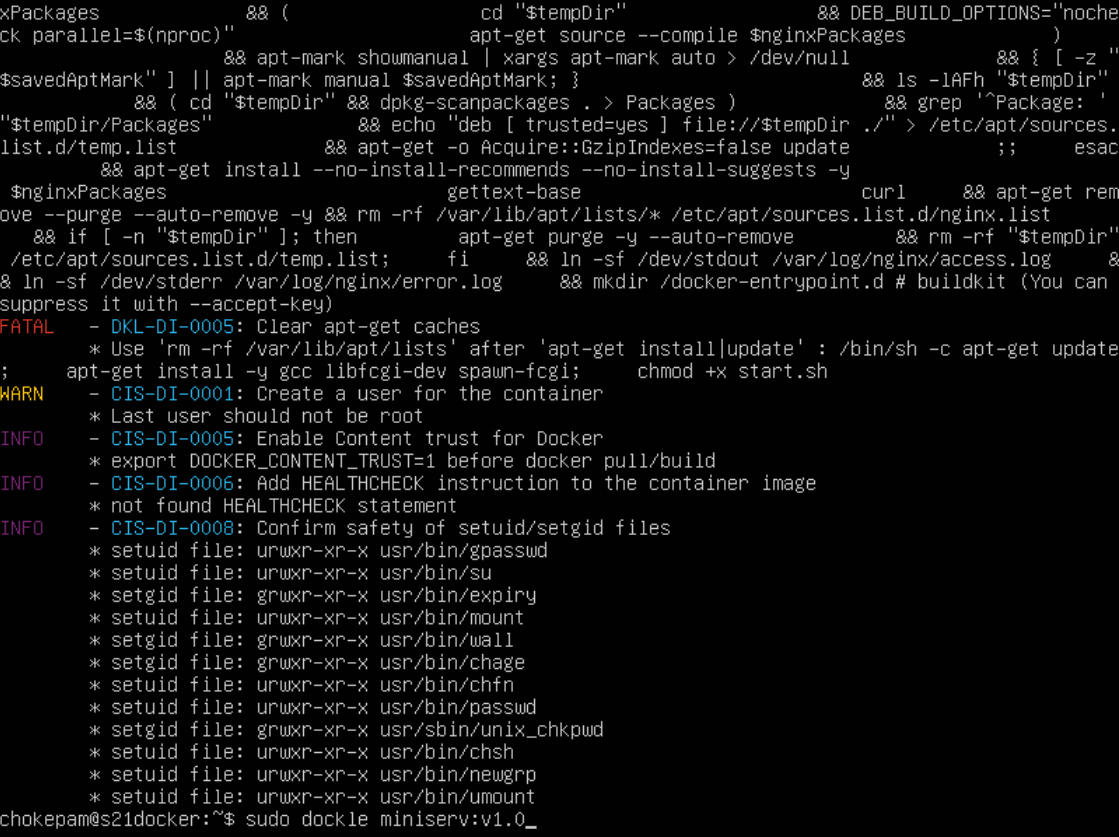 xPackages && ( cd "$tempDir" && DEB_BUILD_OPTIONS="noche
ck parallel=$(nproc)" apt-get source --compile $nginxPackages )
&& apt-mark showmanual | xargs apt-mark auto > /dev/null && { [ -z "
$savedAptMark" ] || apt-mark manual $savedAptMark; } && ls -lAFh "$tempDir"
&& ( cd "$tempDir" && dpkg-scanpackages . > Packages ) && grep '^Package: '
"$tempDir/Packages" && echo "deb [ trusted=yes ] file://$tempDir ./" > /etc/apt/sources.
list.d/temp.list && apt-get -o Acquire::GzipIndexes=false update ;; esac
&& apt-get install --no-install-recommends --no-install-suggests -y
$nginxPackages gettext-base curl && apt-get rem
ove --purge --auto-remove -y && rm -rf /var/lib/apt/lists/* /etc/apt/sources.list.d/nginx.list
&& if [ -n "$tempDir" ]; then apt-get purge -y --auto-remove && rm -rf "$tempDir"
/etc/apt/sources.list.d/temp.list; fi && ln -sf /dev/stdout /var/log/nginx/access.log &
& ln -sf /dev/stderr /var/log/nginx/error.log && mkdir /docker-entrypoint.d # buildkit (You can
suppress it with --accept-key)
FATAL - DKL-DI-0005: Clear apt-get caches
* Use 'rm -rf /var/lib/apt/lists' after 'apt-get install|update' : /bin/sh -c apt-get update
; apt-get install -y gcc libfcgi-dev spawn-fcgi; chmod +x start.sh
WARN - CIS-DI-0001: Create a user for the container
* Last user should not be root
INFO - CIS-DI-0005: Enable Content trust for Docker
* export DOCKER_CONTENT_TRUST=1 before docker pull/build
INFO - CIS-DI-0006: Add HEALTHCHECK instruction to the container image
* not found HEALTHCHECK statement
INFO - CIS-DI-0008: Confirm safety of setuid/setgid files
* setuid file: urwxr-xr-x usr/bin/gpasswd
* setuid file: urwxr-xr-x usr/bin/su
* setgid file: grwxr-xr-x usr/bin/expiry
* setuid file: urwxr-xr-x usr/bin/mount
* setgid file: grwxr-xr-x usr/bin/wall
* setgid file: grwxr-xr-x usr/bin/chage
* setuid file: urwxr-xr-x usr/bin/chfn
* setuid file: urwxr-xr-x usr/bin/passwd
* setgid file: grwxr-xr-x usr/sbin/unix_chkpwd
* setuid file: urwxr-xr-x usr/bin/chsh
* setuid file: urwxr-xr-x usr/bin/newgrp
* setuid file: urwxr-xr-x usr/bin/umount
chokepam@s21docker:~$ sudo dockle miniserv:v1.0_